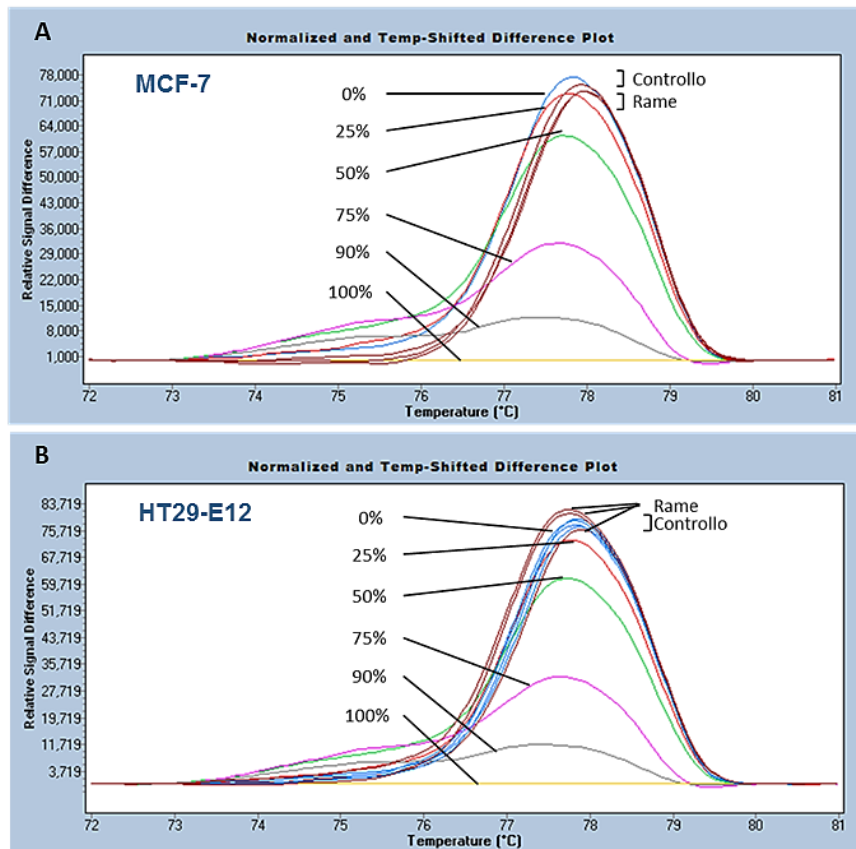 A
Normalized and Temp-Shifted Difference Plot
MCF-7
Relative Signal Difference
78,000
71,000
64,000
57,000
50,000
43,000
36,000
29,000
22,000
15,000
8,000
1,000
0%
25%
50%
75%
90%
100%
Controllo
Rame
72 73 74 75 76 77 78 79 80 81
Temperature (°C)
B
Normalized and Temp-Shifted Difference Plot
HT29-E12
Relative Signal Difference
83,719
75,719
67,719
59,719
51,719
43,719
35,719
27,719
19,719
11,719
3,719
0%
25%
50%
75%
90%
100%
Rame
Controllo
72 73 74 75 76 77 78 79 80 81
Temperature (°C)